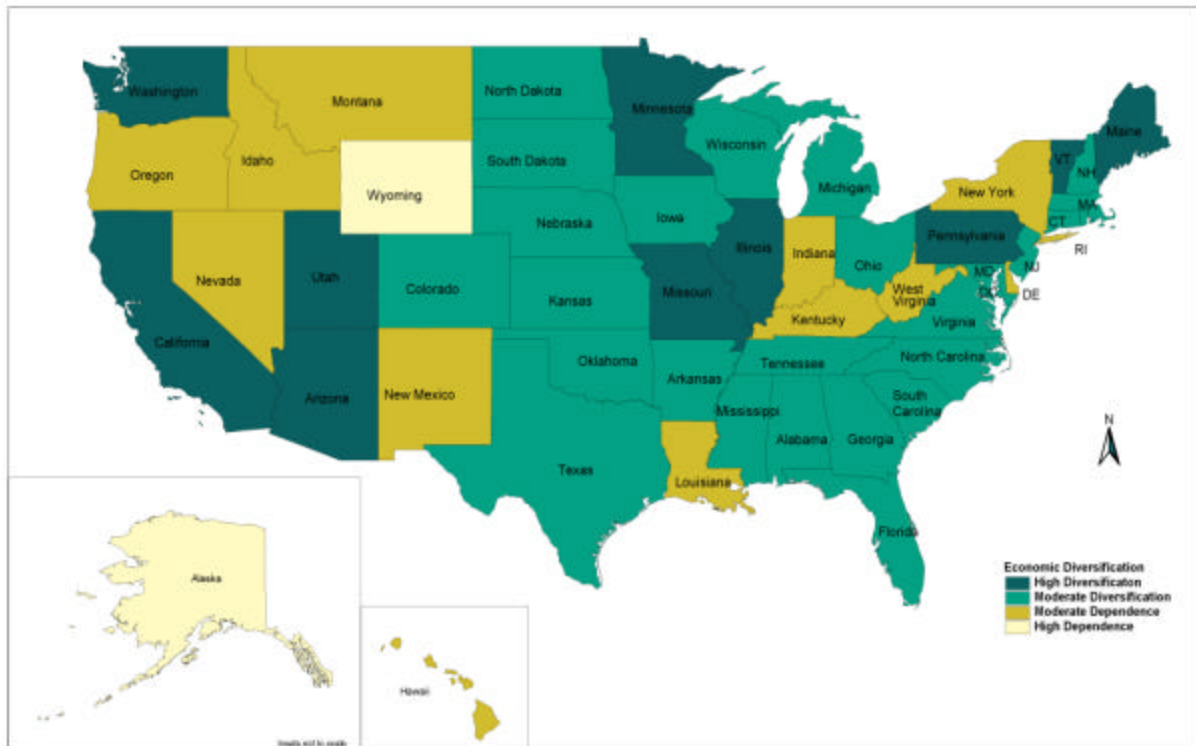 Washington
Montana
North Dakota
Minnesota
Maine
Oregon
Idaho
Wyoming
South Dakota
Wisconsin
Michigan
VT
NH
New York
MA
CT
RI
Nebraska
Iowa
Illinois
Indiana
Ohio
Pennsylvania
NJ
MD
DC
DE
Nevada
Utah
Colorado
Kansas
Missouri
Kentucky
West
Virginia
Virginia
California
Arizona
New Mexico
Oklahoma
Arkansas
Tennessee
North Carolina
South
Carolina
Mississippi
Alabama
Georgia
Texas
Louisiana
Florida
N
Alaska
Hawaii
Economic Diversification
High Diversificaton
Moderate Diversification
Moderate Dependence
High Dependence